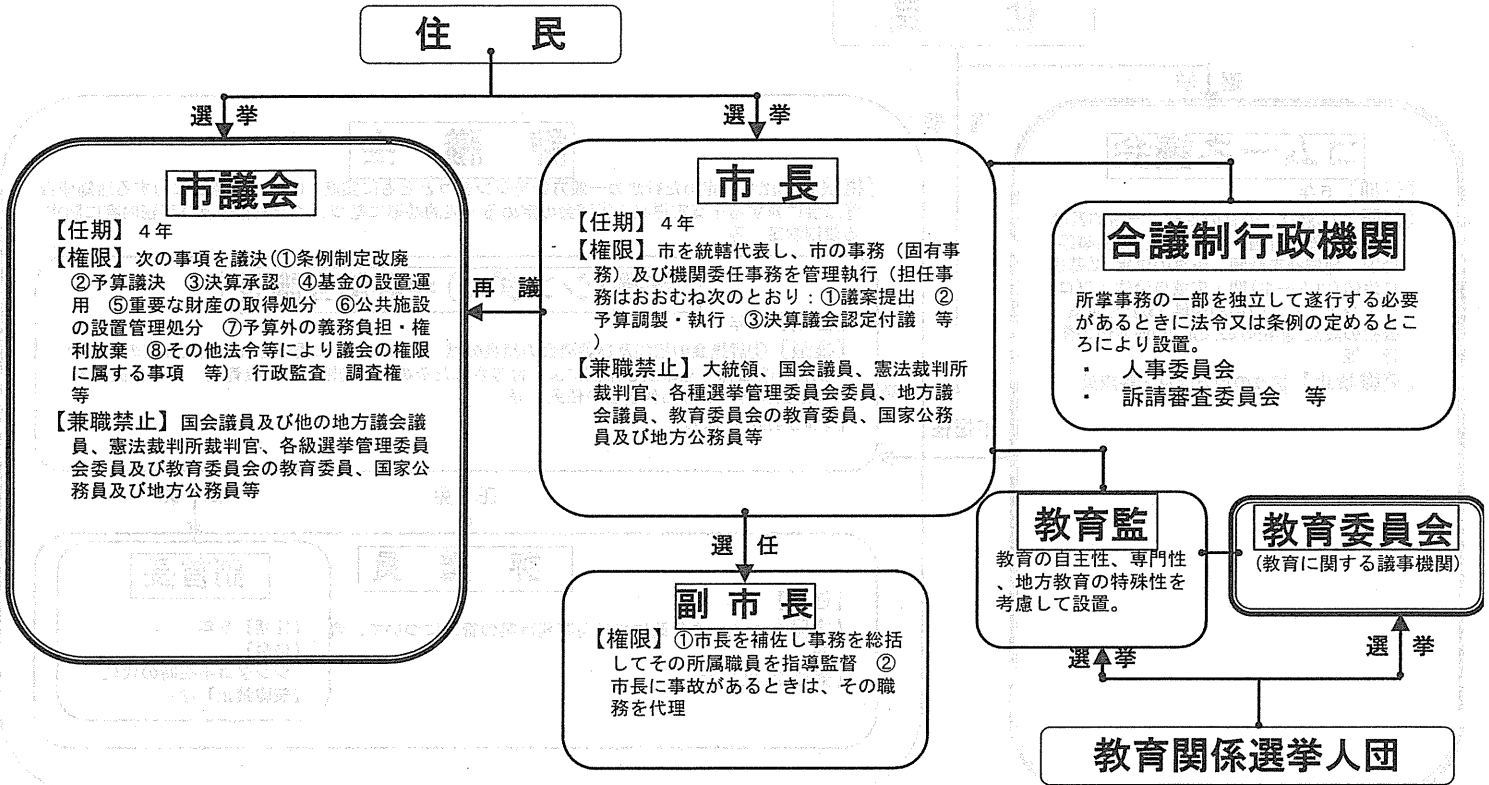 住　民
選　挙
選　挙
市議会
【任期】４年
【権限】次の事項を議決(①条例制定改廃
②予算議決　③決算承認　④基金の設置運
用　⑤重要な財産の取得処分　⑥公共施設
の設置管理処分　⑦予算外の義務負担・権
利放棄　⑧その他法令等により議会の権限
に属する事項　等)　行政監査　調査権
等
【兼職禁止】国会議員及び他の地方議会議
員、憲法裁判所裁判官、各級選挙管理委員
会委員及び教育委員会の教育委員、国家公
務員及び地方公務員等
再　議
市　長
【任期】４年
【権限】市を統轄代表し、市の事務（固有事
務）及び機関委任事務を管理執行（担任事
務はおおむね次のとおり：①議案提出　②
予算調製・執行　③決算議会認定付議　等
）
【兼職禁止】大統領、国会議員、憲法裁判所
裁判官、各種選挙管理委員会委員、地方議
会議員、教育委員会の教育委員、国家公務
員及び地方公務員等
合議制行政機関
所掌事務の一部を独立して遂行する必要
があるときに法令又は条例の定めるとこ
ろにより設置。
・　人事委員会
・　訴請審査委員会　等
選　任
副　市　長
【権限】①市長を補佐し事務を総括
してその所属職員を指導監督　②
市長に事故があるときは、その職
務を代理
教育監
教育の自主性、専門性
、地方教育の特殊性を
考慮して設置。
教育委員会
(教育に関する議事機関)
選　挙
選　挙
教育関係選挙人団